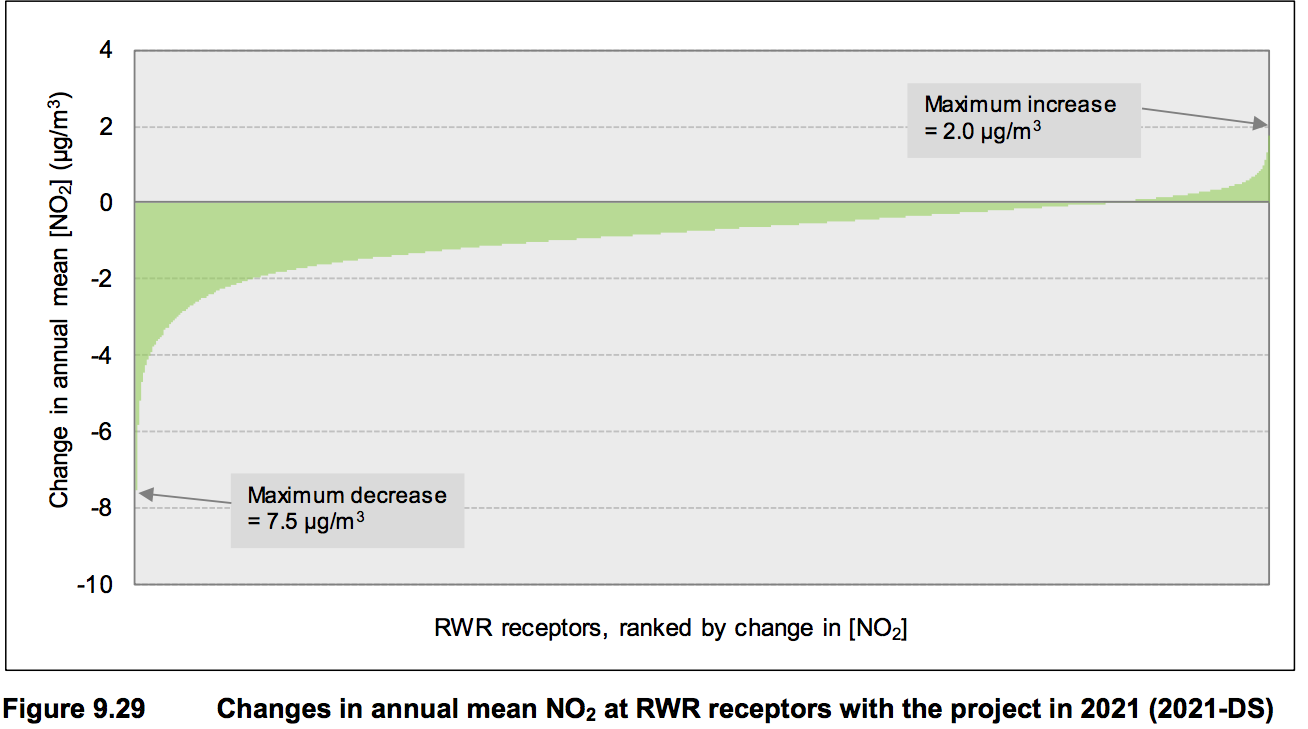 4
2
0
-2
-4
-6
-8
-10
Change in annual mean [NO₂] (µg/m³)
Maximum increase
= 2.0 µg/m³
Maximum decrease
= 7.5 µg/m³
RWR receptors, ranked by change in [NO₂]
Figure 9.29 Changes in annual mean NO₂ at RWR receptors with the project in 2021 (2021-DS)